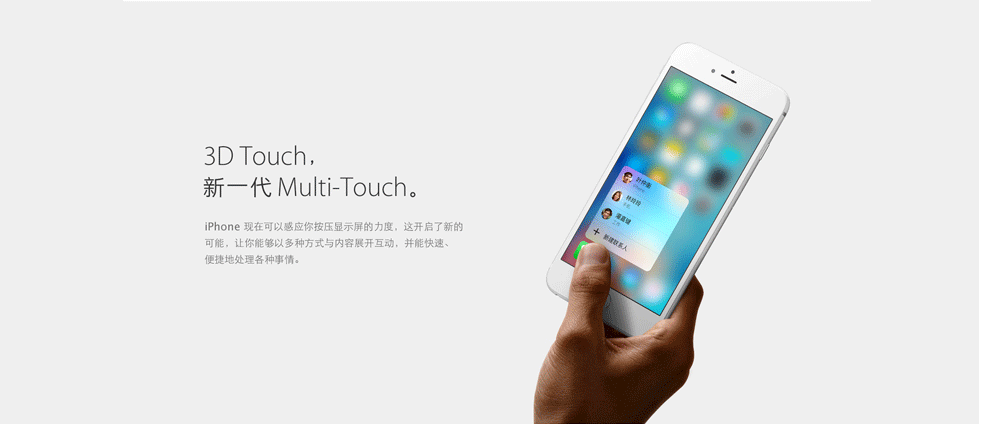 3D Touch，
新一代 Multi-Touch。
iPhone 现在可以感应你按压显示屏的力度，这开启了新的
可能，让你能够以多种方式与内容展开互动，并能快速、
便捷地处理各种事情。
新建联系人